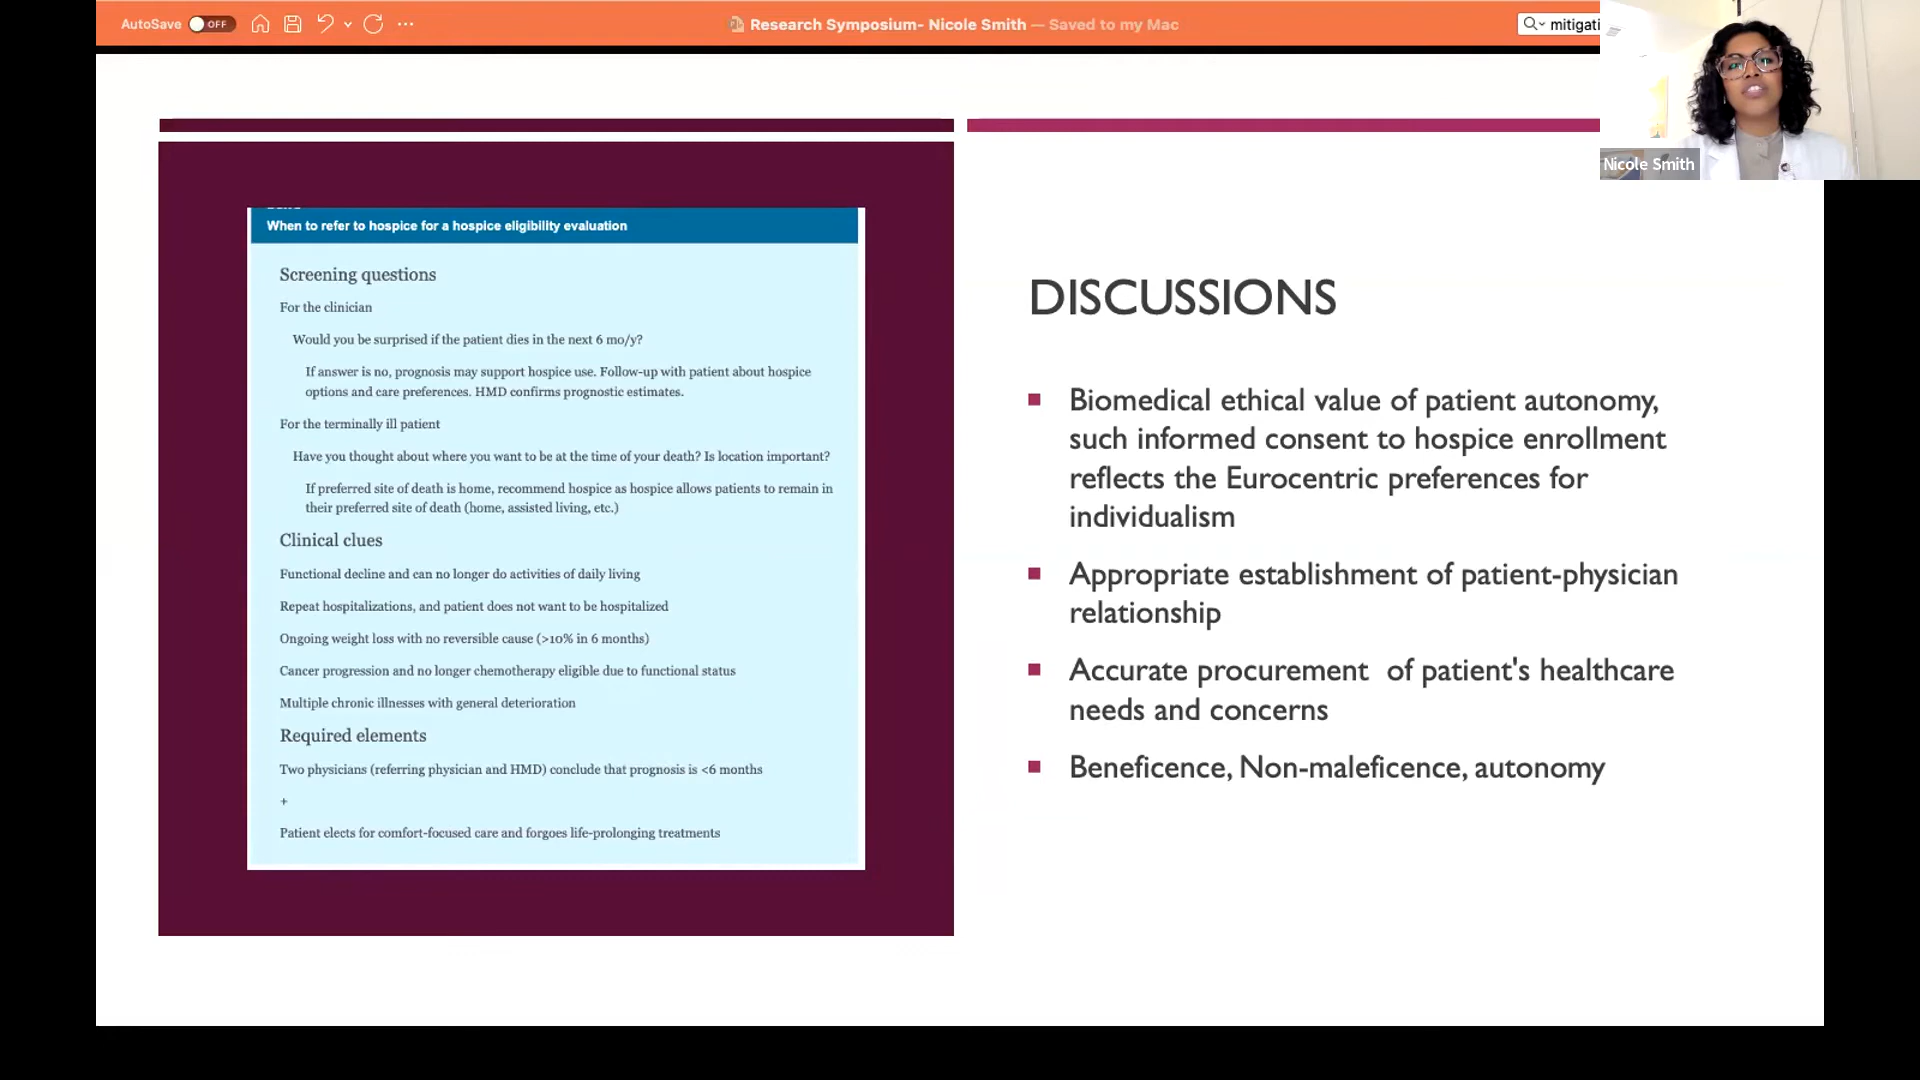 AutoSave OFF
Research Symposium- Nicole Smith — Saved to my Mac
mitigati
Nicole Smith
When to refer to hospice for a hospice eligibility evaluation
Screening questions
For the clinician
Would you be surprised if the patient dies in the next 6 mo/y?
If answer is no, prognosis may support hospice use. Follow-up with patient about hospice
options and care preferences. HMD confirms prognostic estimates.
For the terminally ill patient
Have you thought about where you want to be at the time of your death? Is location important?
If preferred site of death is home, recommend hospice as hospice allows patients to remain in
their preferred site of death (home, assisted living, etc.)
Clinical clues
Functional decline and can no longer do activities of daily living
Repeat hospitalizations, and patient does not want to be hospitalized
Ongoing weight loss with no reversible cause (>10% in 6 months)
Cancer progression and no longer chemotherapy eligible due to functional status
Multiple chronic illnesses with general deterioration
Required elements
Two physicians (referring physician and HMD) conclude that prognosis is <6 months
+
Patient elects for comfort-focused care and forgoes life-prolonging treatments
DISCUSSIONS
Biomedical ethical value of patient autonomy,
such informed consent to hospice enrollment
reflects the Eurocentric preferences for
individualism
Appropriate establishment of patient-physician
relationship
Accurate procurement  of patient's healthcare
needs and concerns
Beneficence, Non-maleficence, autonomy